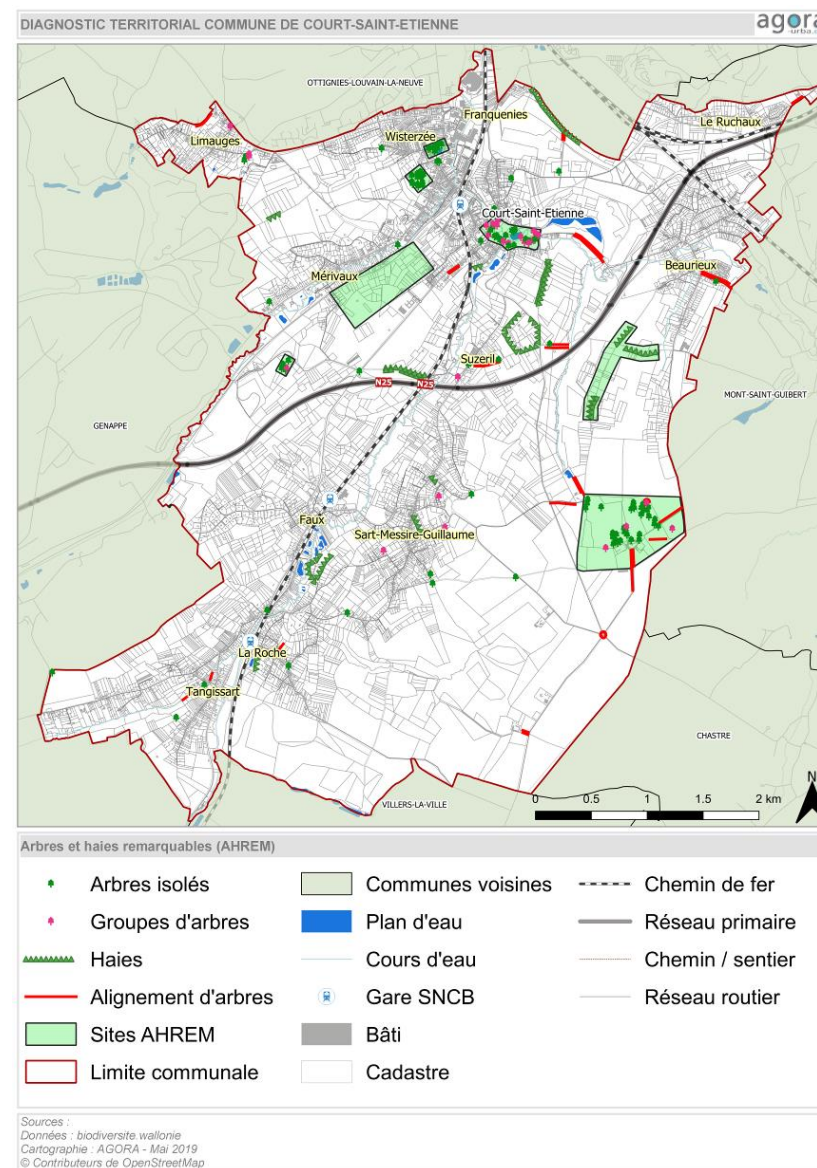 DIAGNOSTIC TERRITORIAL COMMUNE DE COURT-SAINT-ETIENNE
agora
-urba.
OTTIGNIES-LOUVAIN-LA-NEUVE
Le Ruchaux
Franquenies
Wisterzée
Limauges
Court-Saint-Etienne
Beaurieux
Mérivaux
Suzeril
N25
N25
MONT-SAINT-GUIBERT
GENAPPE
Faux
Sart-Messire-Guillaume
La Roche
Tangissart
CHASTRE
VILLERS-LA-VILLE
N
0 0.5 1 1.5 2 km
Arbres et haies remarquables (AHREM)
Arbres isolés
Groupes d'arbres
Haies
Alignement d'arbres
Sites AHREM
Limite communale
Communes voisines
Plan d'eau
Cours d'eau
Gare SNCB
Bâti
Cadastre
Chemin de fer
Réseau primaire
Chemin / sentier
Réseau routier
Sources :
Données : biodiversite.wallonie
Cartographie : AGORA - Mai 2019
© Contributeurs de OpenStreetMap